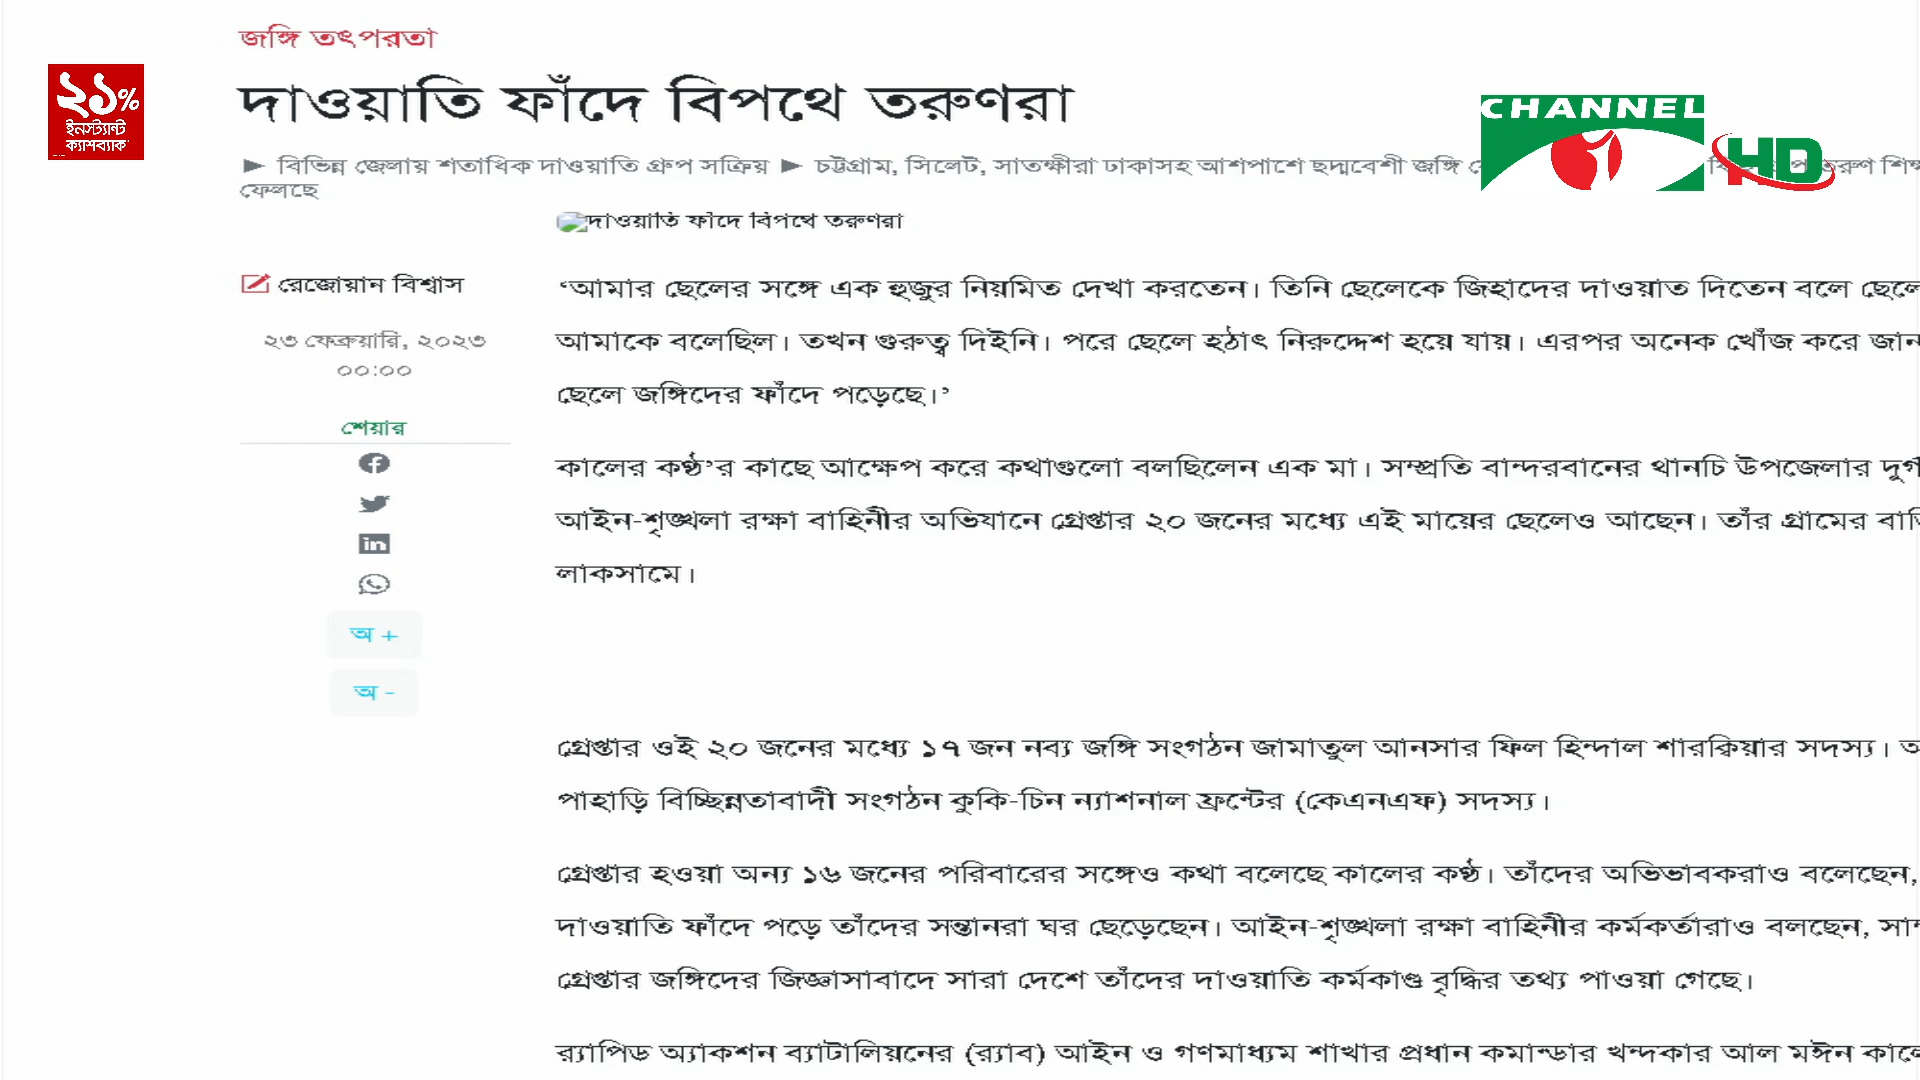 জঙ্গি তৎপরতা
২১%
ইনস্ট্যান্ট
ক্যাশব্যাক
দাওয়াতি ফাঁদে বিপথে তরুণরা
CHANNEL
HD
► বিভিন্ন জেলায় শতাধিক দাওয়াতি গ্রুপ সক্রিয় ► চট্টগ্রাম, সিলেট, সাতক্ষীরা ঢাকাসহ আশপাশে ছদ্মবেশী জঙ্গি
ফেলছে
দাওয়াতি ফাঁদে বিপথে তরুণরা
রেজোয়ান বিশ্বাস
২৩ ফেব্রুয়ারি, ২০২৩
০০:০০
শেয়ার
অ +
অ -
‘আমার ছেলের সঙ্গে এক হুজুর নিয়মিত দেখা করতেন। তিনি ছেলেকে জিহাদের দাওয়াত দিতেন বলে
আমাকে বলেছিল। তখন গুরুত্ব দিইনি। পরে ছেলে হঠাৎ নিরুদ্দেশ হয়ে যায়। এরপর অনেক খোঁজ করে
ছেলে জঙ্গিদের ফাঁদে পড়েছে।’
কালের কণ্ঠ’র কাছে আক্ষেপ করে কথাগুলো বলছিলেন এক মা। সম্প্রতি বান্দরবানের থানচি উপজেলার
আইন-শৃঙ্খলা রক্ষা বাহিনীর অভিযানে গ্রেপ্তার ২০ জনের মধ্যে এই মায়ের ছেলেও আছেন। তাঁর গ্রামের
লাকসামে।
গ্রেপ্তার ওই ২০ জনের মধ্যে ১৭ জন নব্য জঙ্গি সংগঠন জামাতুল আনসার ফিল হিন্দাল শারক্বিয়ার সদস্য।
পাহাড়ি বিচ্ছিন্নতাবাদী সংগঠন কুকি-চিন ন্যাশনাল ফ্রন্টের (কেএনএফ) সদস্য।
গ্রেপ্তার হওয়া অন্য ১৬ জনের পরিবারের সঙ্গেও কথা বলেছে কালের কণ্ঠ। তাঁদের অভিভাবকরাও বলেছেন,
দাওয়াতি ফাঁদে পড়ে তাঁদের সন্তানরা ঘর ছেড়েছেন। আইন-শৃঙ্খলা রক্ষা বাহিনীর কর্মকর্তারাও বলছেন,
গ্রেপ্তার জঙ্গিদের জিজ্ঞাসাবাদে সারা দেশে তাঁদের দাওয়াতি কর্মকাণ্ড বৃদ্ধির তথ্য পাওয়া গেছে।
র‌্যাপিড অ্যাকশন ব্যাটালিয়নের (র‌্যাব) আইন ও গণমাধ্যম শাখার প্রধান কমান্ডার খন্দকার আল মঈন